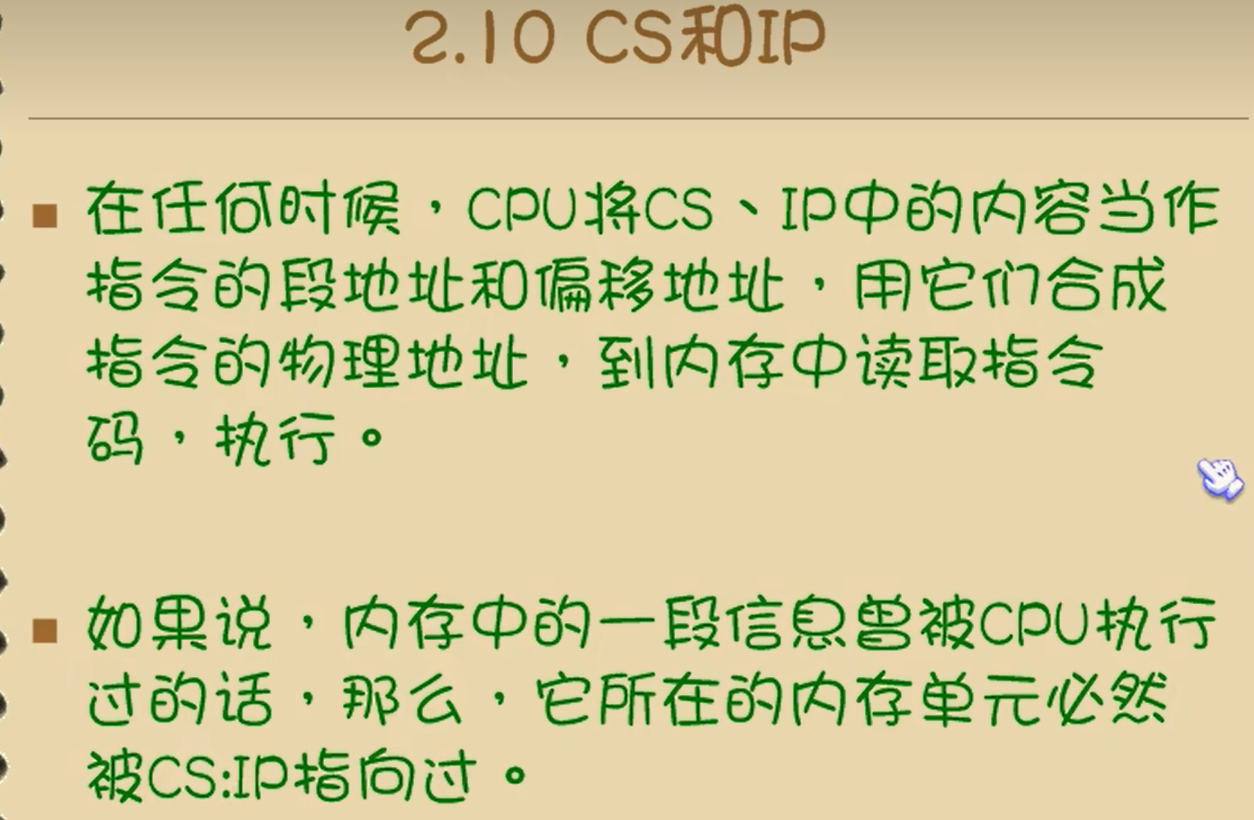 2.10 CS和IP
在任何时候，CPU将CS、IP中的内容当作
指令的段地址和偏移地址，用它们合成
指令的物理地址，到内存中读取指令
码，执行。
如果说，内存中的一段信息曾被CPU执行
过的话，那么，它所在的内存单元必然
被CS:IP指向过。